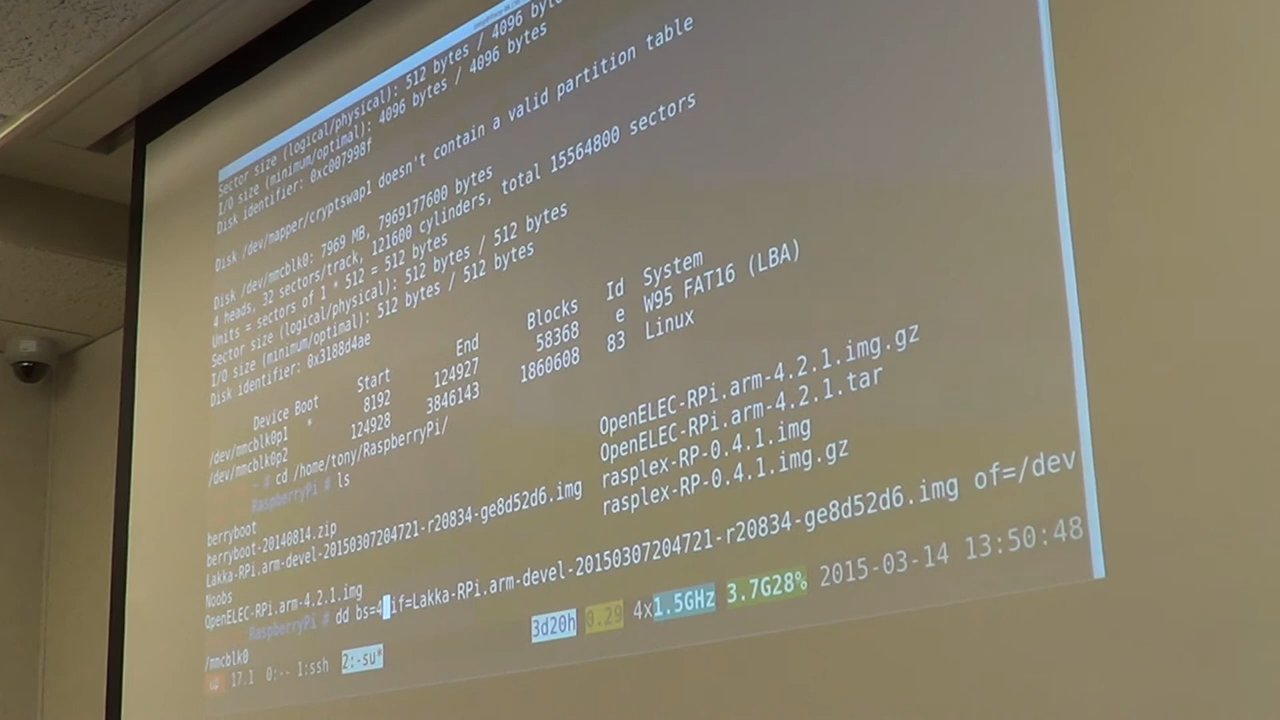 Sector size (logical/physical): 512 bytes / 4096 bytes
I/O size (minimum/optimal): 4096 bytes / 4096 bytes
Disk identifier: 0xc007998f
Disk /dev/mapper/cryptswap1 doesn't contain a valid partition table
Disk /dev/mmcblk0: 7969 MB, 7969177600 bytes
4 heads, 32 sectors/track, 121600 cylinders, total 15564800 sectors
Units = sectors of 1 * 512 = 512 bytes
Sector size (logical/physical): 512 bytes / 512 bytes
I/O size (minimum/optimal): 512 bytes / 512 bytes
Disk identifier: 0x3188d4ae
Device Boot Start End Blocks Id System
/dev/mmcblk0p1 * 8192 124927 58368 e W95 FAT16 (LBA)
/dev/mmcblk0p2 124928 3846143 1860608 83 Linux
~ # cd /home/tony/RaspberryPi/
RaspberryPi # ls
berryboot OpenELEC-RPi.arm-4.2.1.img.gz
berryboot-20140814.zip OpenELEC-RPi.arm-4.2.1.tar
Lakka-RPi.arm-devel-20150307204721-r20834-ge8d52d6.img rasplex-RP-0.4.1.img
Noobs rasplex-RP-0.4.1.img.gz
OpenELEC-RPi.arm-4.2.1.img
RaspberryPi # dd bs=4 if=Lakka-RPi.arm-devel-20150307204721-r20834-ge8d52d6.img of=/dev
/mmcblk0
17.1 0:-- 1:ssh 2:-su* 3d20h 0.29 4x1.5GHz 3.7G28% 2015-03-14 13:50:48